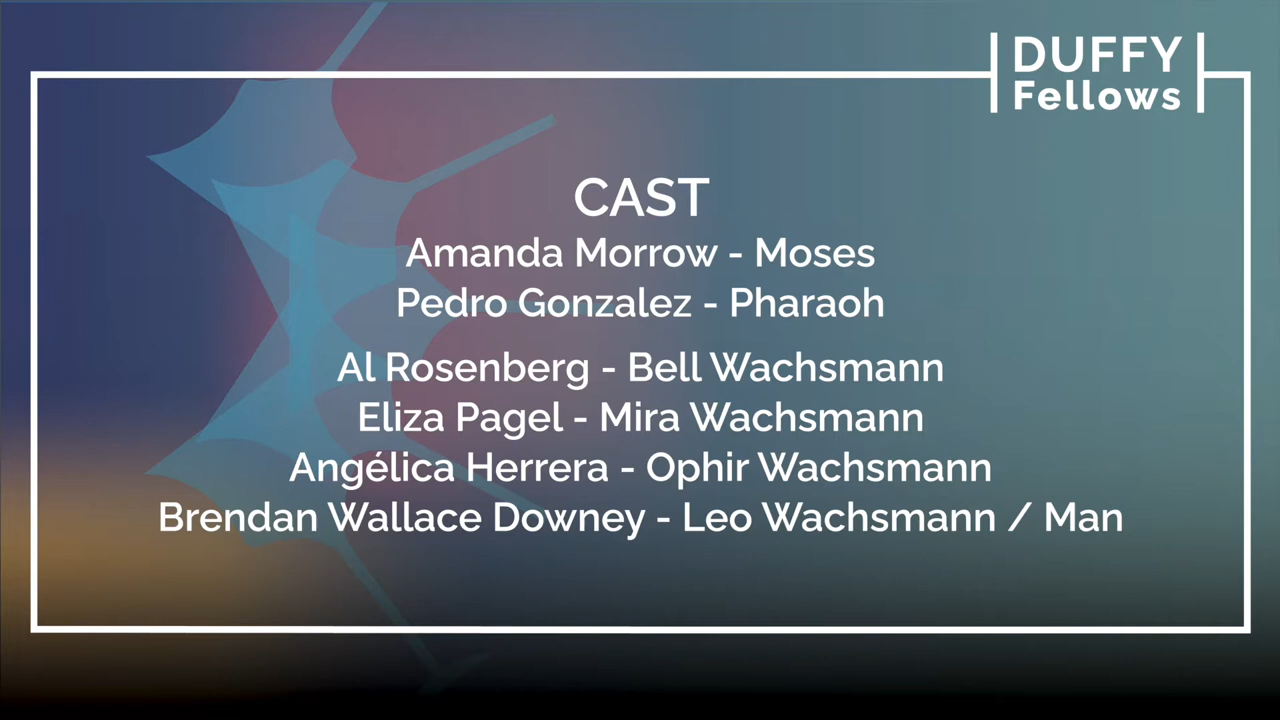 DUFFY
Fellows
CAST
Amanda Morrow - Moses
Pedro Gonzalez - Pharaoh
Al Rosenberg - Bell Wachsmann
Eliza Pagel - Mira Wachsmann
Angélica Herrera - Ophir Wachsmann
Brendan Wallace Downey - Leo Wachsmann / Man